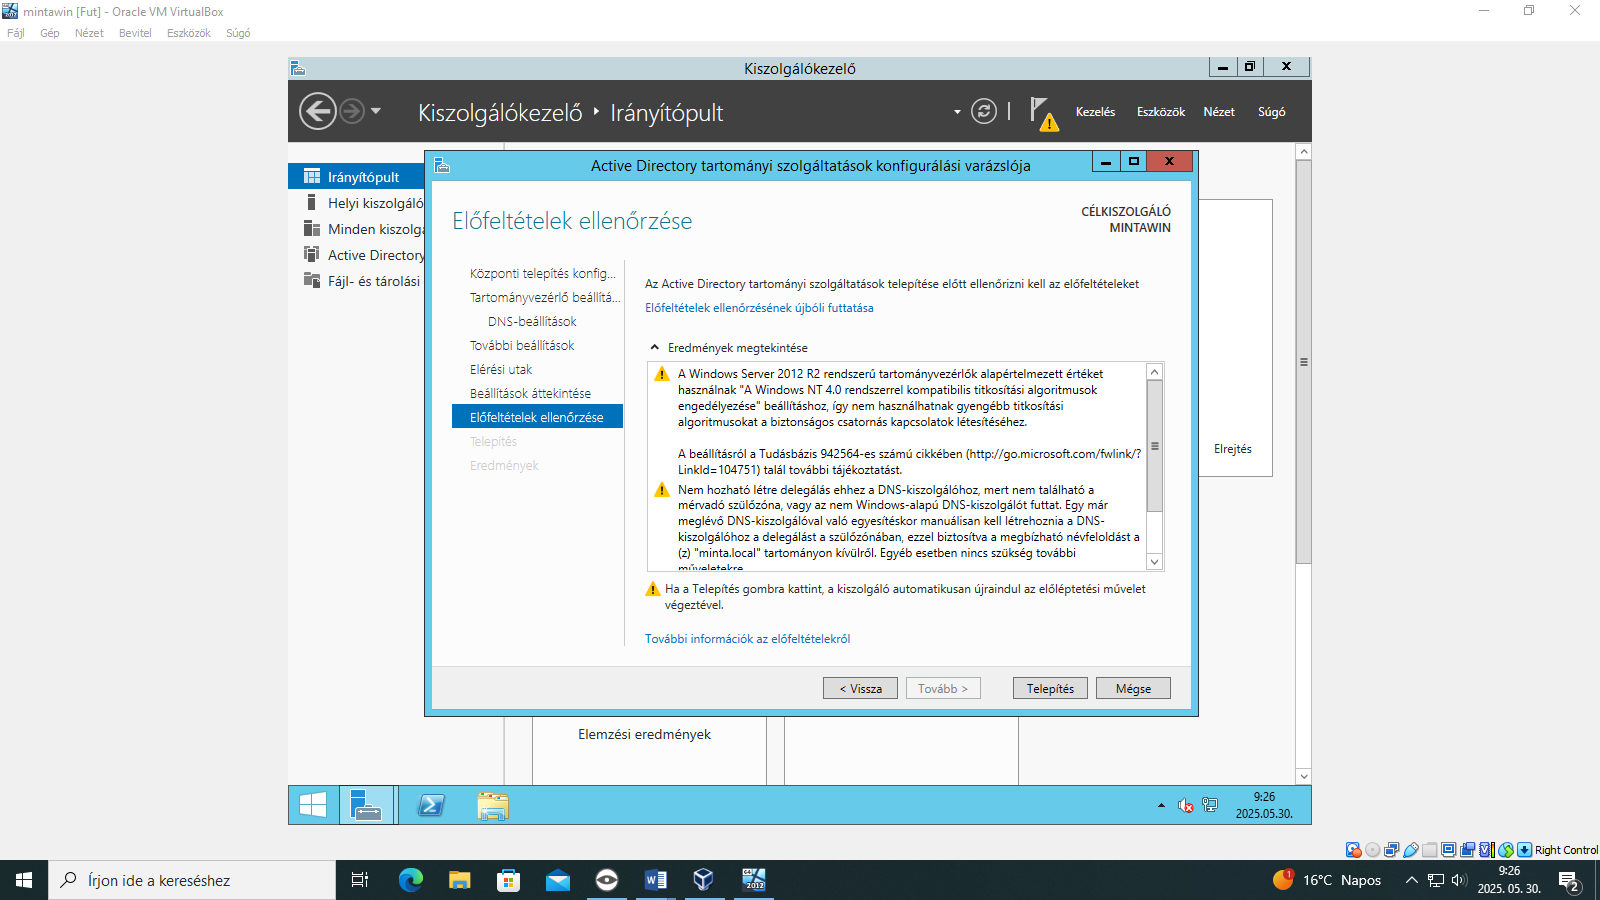 mintawin [Fut] - Oracle VM VirtualBox
Fájl Gép Nézet Bevitel Eszközök Súgó
Kiszolgálókezelő
Kiszolgálókezelő Irányítópult
Kezelés Eszközök Nézet Súgó
Irányítópult
Helyi kiszolgáló
Minden kiszolgá
Active Directory
Fájl- és tárolási
Active Directory tartományi szolgáltatások konfigurálási varázslója
Előfeltételek ellenőrzése
CÉLKISZOLGÁLÓ
MINTAWIN
Központi telepítés konfig...
Tartományvezérlő beállítá...
DNS-beállítások
További beállítások
Elérési utak
Beállítások áttekintése
Előfeltételek ellenőrzése
Telepítés
Eredmények
Az Active Directory tartományi szolgáltatások telepítése előtt ellenőrizni kell az előfeltételeket
Előfeltételek ellenőrzésének újbóli futtatása
Eredmények megtekintése
A Windows Server 2012 R2 rendszerű tartományvezérlők alapértelmezett értéket
használnak "A Windows NT 4.0 rendszerrel kompatibilis titkosítási algoritmusok
engedélyezése" beállításhoz, így nem használhatnak gyengébb titkosítási
algoritmusokat a biztonságos csatornás kapcsolatok létesítéséhez.
A beállításról a Tudásbázis 942564-es számú cikkében (http://go.microsoft.com/fwlink/?
LinkId=104751) talál további tájékoztatást.
Nem hozható létre delegálás ehhez a DNS-kiszolgálóhoz, mert nem található a
mérvadó szülőzóna, vagy az nem Windows-alapú DNS-kiszolgálót futtat. Egy már
meglévő DNS-kiszolgálóval való egyesítéskor manuálisan kell létrehoznia a DNS-
kiszolgálóhoz a delegálást a szülőzónában, ezzel biztosítva a megbízható névfeloldást a
(z) "minta.local" tartományon kívülről. Egyéb esetben nincs szükség további
műveletekre.
Ha a Telepítés gombra kattint, a kiszolgáló automatikusan újraindul az előléptetési művelet
végeztével.
További információk az előfeltételekről
< Vissza Tovább > Telepítés Mégse
Elrejtés
Elemzési eredmények
9:26
2025.05.30.
Right Control
Írjon ide a kereséshez
16°C Napos
9:26
2025. 05. 30.
2